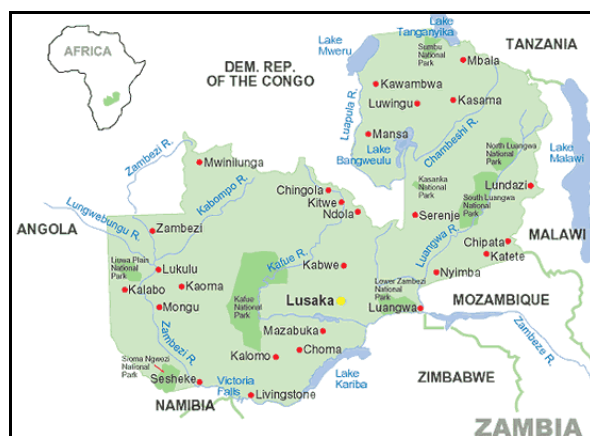 AFRICA
Lake
Tanganyika
TANZANIA
Lake
Mweru
Sumbu
National
Park
Mbala
DEM. REP.
OF THE CONGO
Kawambwa
Luwingu
Kasama
Luapula R.
Chambeshi R.
Mansa
Lake
Bangweulu
North Luangwa
National
Park
Lake
Malawi
Zambezi R.
Mwinilunga
Kasanka
National
Park
South Luangwa
National
Park
Lundazi
Lungwebungu R.
Kabompo R.
Chingola
Kitwe
Ndola
Serenje
ANGOLA
Zambezi
MALAWI
Luangwa R.
Chipata
Katete
Liuwa Plain
National
Park
Lukulu
Kafue R.
Kabwe
Nyimba
Kalabo
Kaoma
Lower Zambezi
National
Park
Mongu
Kafue
National
Park
Lusaka
Luangwa
MOZAMBIQUE
Zambezi R.
Mazabuka
Zambeze R.
Sioma Ngwezi
National
Park
Kalomo
Choma
Sesheke
Victoria
Falls
Lake
Kariba
ZIMBABWE
NAMIBIA
Livingstone
ZAMBIA